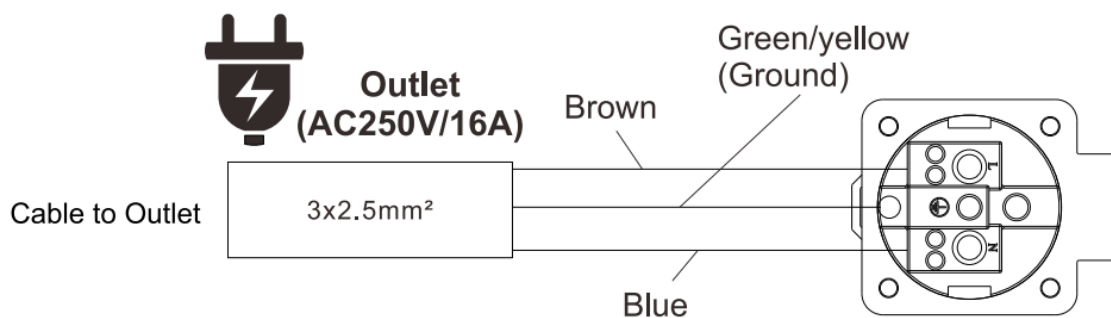 Green/yellow
(Ground)
Outlet
(AC250V/16A)
Brown
Cable to Outlet
3x2.5mm²
L
N
Blue